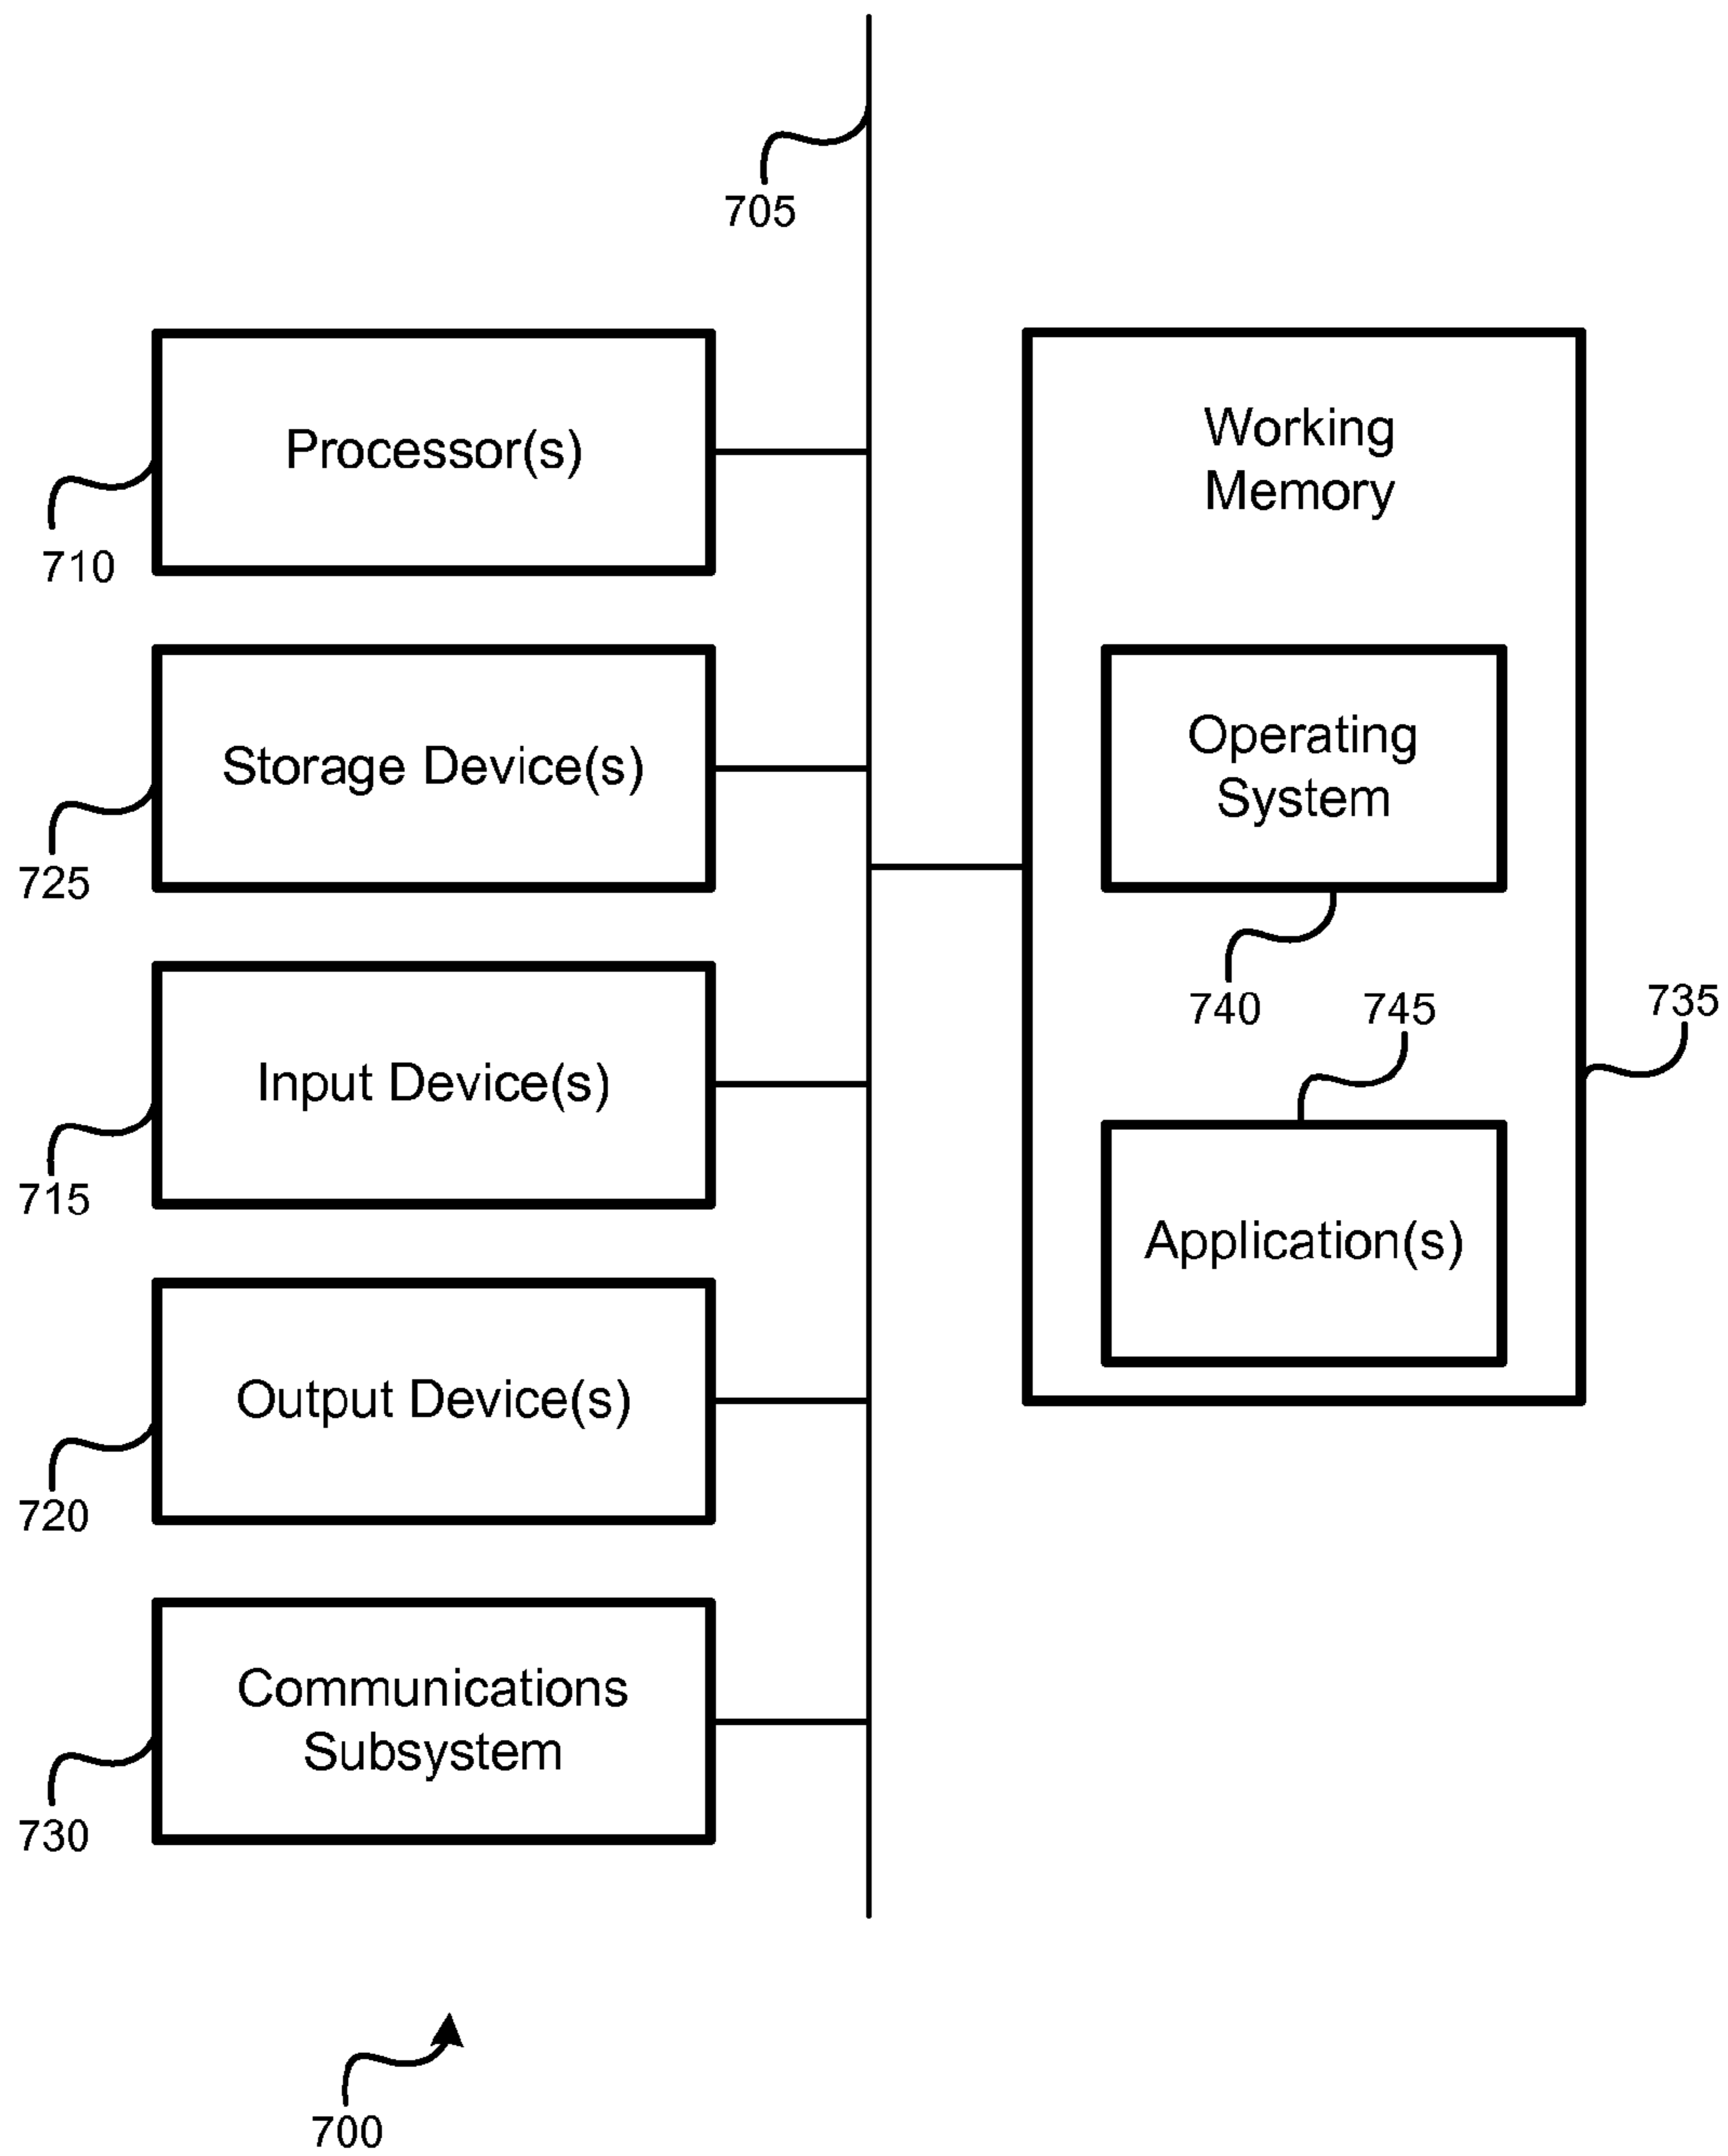 705
Processor(s)
710
Storage Device(s)
725
Input Device(s)
715
Output Device(s)
720
Communications
Subsystem
730
Working
Memory
Operating
System
740
745
735
Application(s)
700